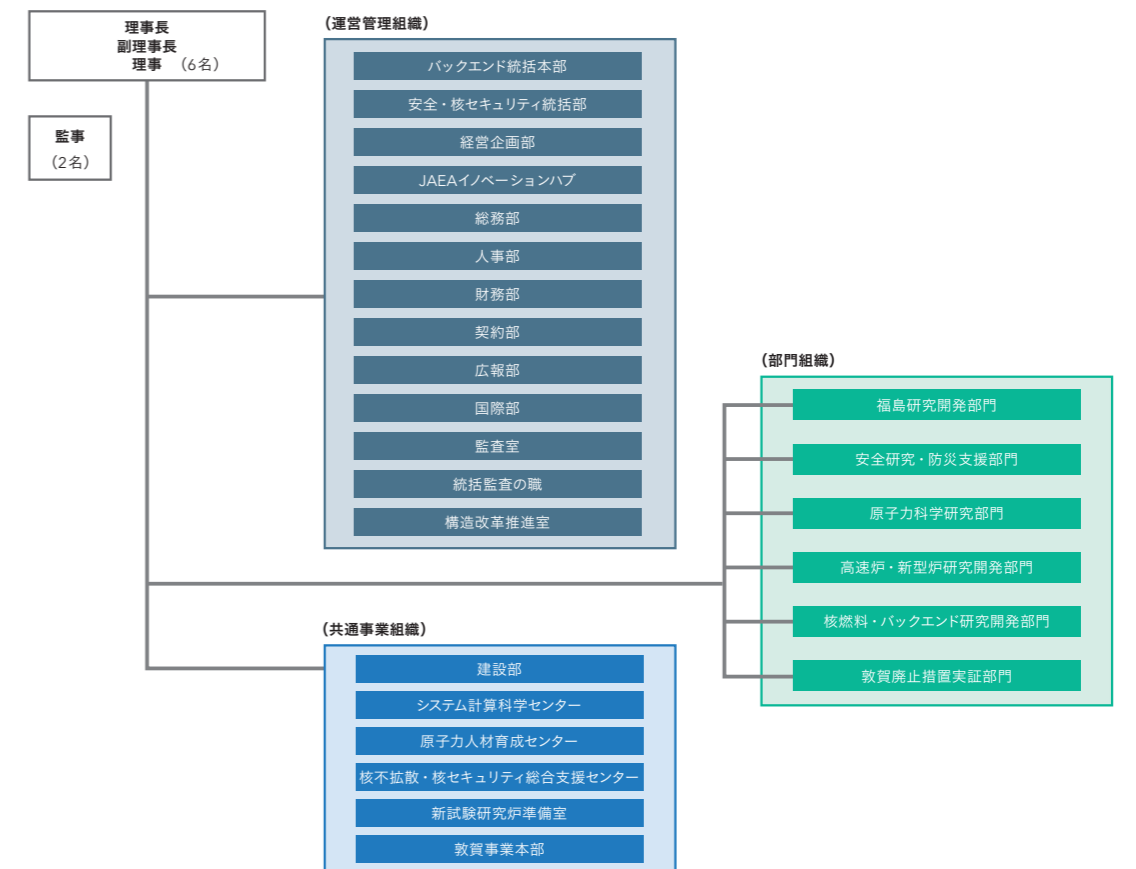 理事長
副理事長
理事 （6名）
監事
（2名）
（運営管理組織）
バックエンド統括本部
安全・核セキュリティ統括部
経営企画部
JAEAイノベーションハブ
総務部
人事部
財務部
契約部
広報部
国際部
監査室
統括監査の職
構造改革推進室
（部門組織）
福島研究開発部門
安全研究・防災支援部門
原子力科学研究部門
高速炉・新型炉研究開発部門
核燃料・バックエンド研究開発部門
敦賀廃止措置実証部門
（共通事業組織）
建設部
システム計算科学センター
原子力人材育成センター
核不拡散・核セキュリティ総合支援センター
新試験研究炉準備室
敦賀事業本部